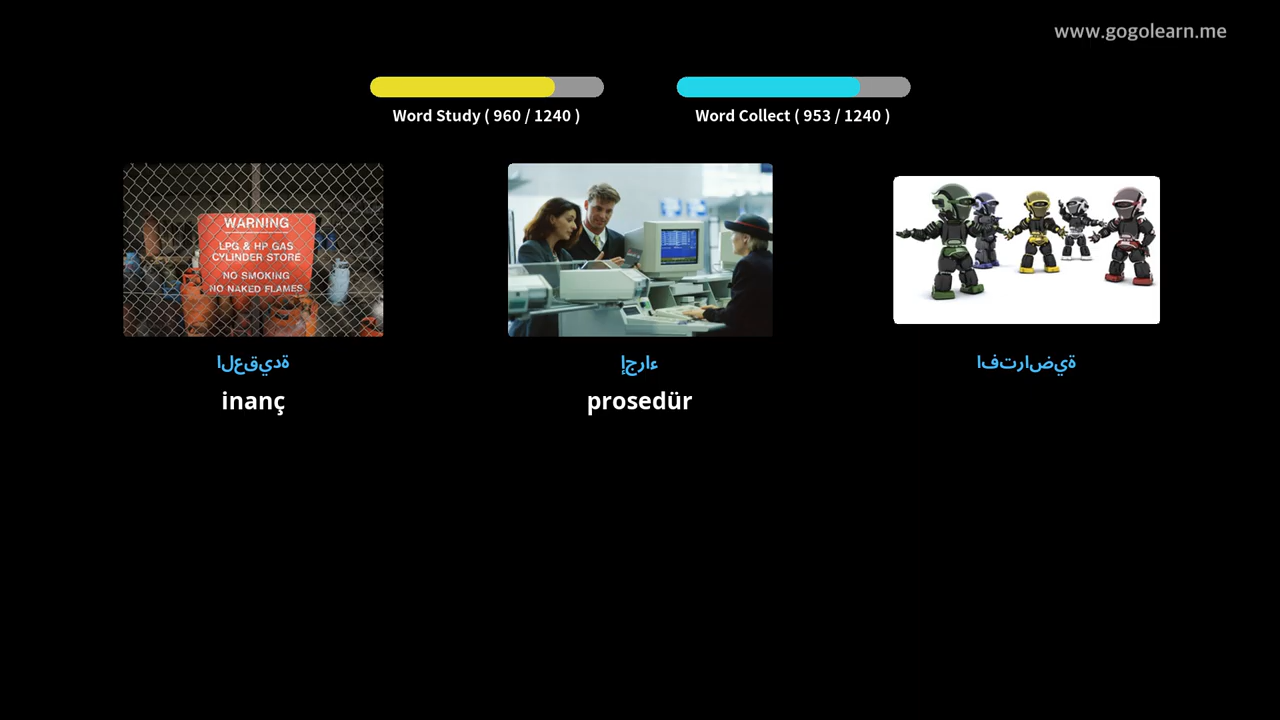 www.gogolearn.me
Word Study ( 960 / 1240 )
Word Collect ( 953 / 1240 )
WARNING
LPG & HP GAS
CYLINDER STORE
NO SMOKING
NO NAKED FLAMES
العقيدة
إجراء
افتراضية
inanç
prosedür